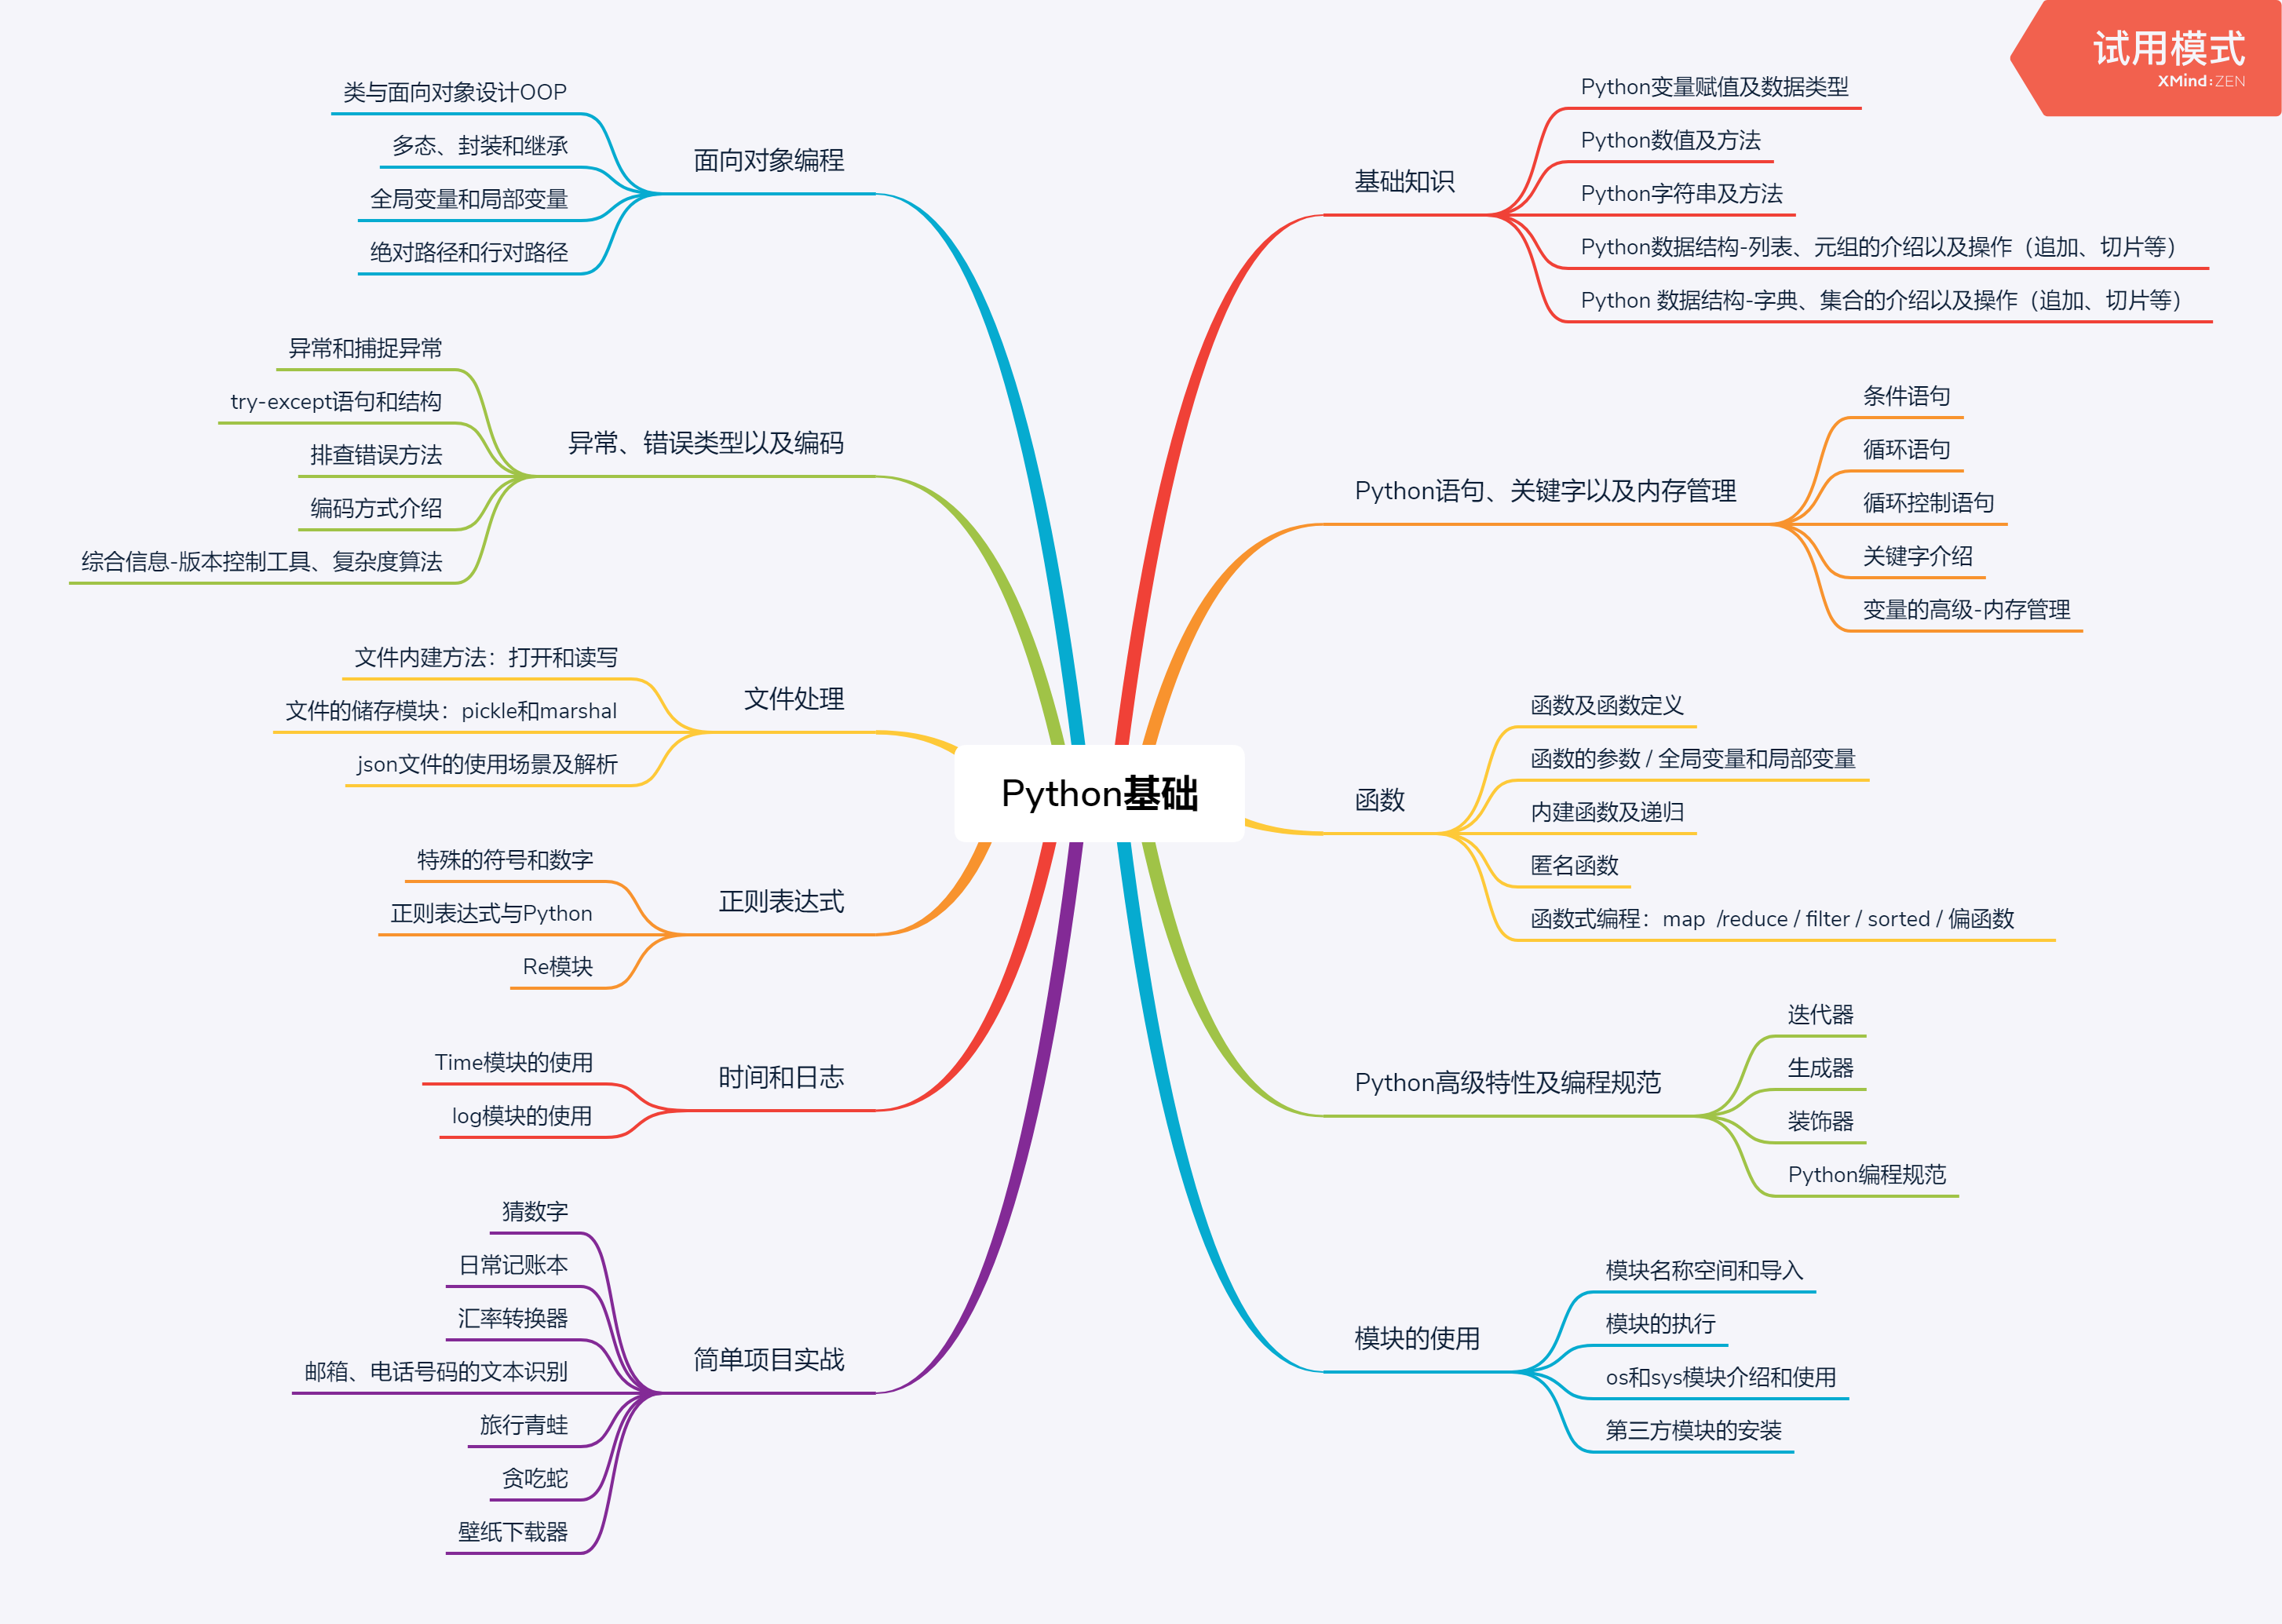 试用模式
XMind:ZEN
Python基础
基础知识
Python变量赋值及数据类型
Python数值及方法
Python字符串及方法
Python数据结构-列表、元组的介绍以及操作（追加、切片等）
Python 数据结构-字典、集合的介绍以及操作（追加、切片等）
Python语句、关键字以及内存管理
条件语句
循环语句
循环控制语句
关键字介绍
变量的高级-内存管理
函数
函数及函数定义
函数的参数 / 全局变量和局部变量
内建函数及递归
匿名函数
函数式编程：map  /reduce / filter / sorted / 偏函数
Python高级特性及编程规范
迭代器
生成器
装饰器
Python编程规范
模块的使用
模块名称空间和导入
模块的执行
os和sys模块介绍和使用
第三方模块的安装
面向对象编程
类与面向对象设计OOP
多态、封装和继承
全局变量和局部变量
绝对路径和行对路径
异常、错误类型以及编码
异常和捕捉异常
try-except语句和结构
排查错误方法
编码方式介绍
综合信息-版本控制工具、复杂度算法
文件处理
文件内建方法：打开和读写
文件的储存模块：pickle和marshal
json文件的使用场景及解析
正则表达式
特殊的符号和数字
正则表达式与Python
Re模块
时间和日志
Time模块的使用
log模块的使用
简单项目实战
猜数字
日常记账本
汇率转换器
邮箱、电话号码的文本识别
旅行青蛙
贪吃蛇
壁纸下载器